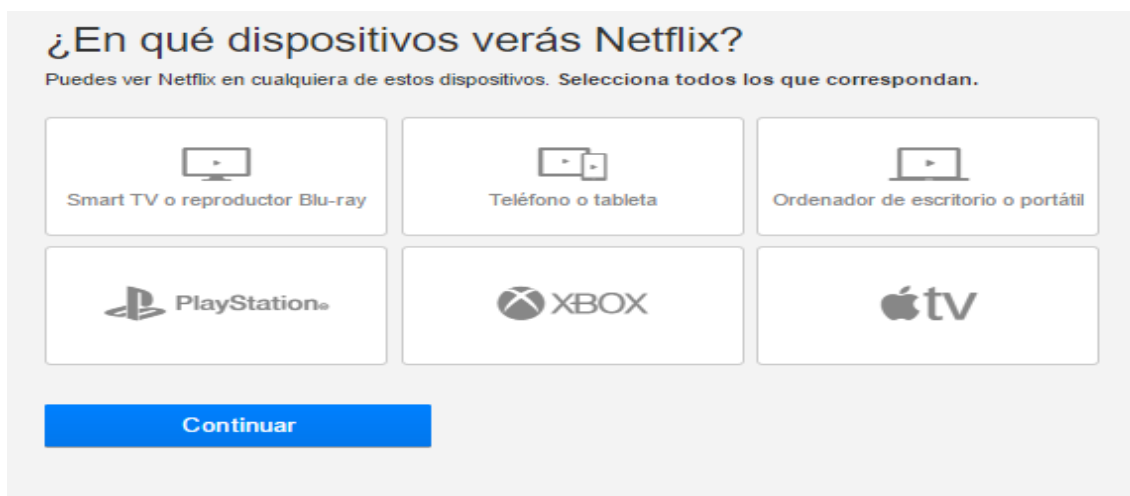 ¿En qué dispositivos verás Netflix?
Puedes ver Netflix en cualquiera de estos dispositivos. Selecciona todos los que correspondan.
Smart TV o reproductor Blu-ray
Teléfono o tableta
Ordenador de escritorio o portátil
PlayStation®
XBOX
tv
Continuar